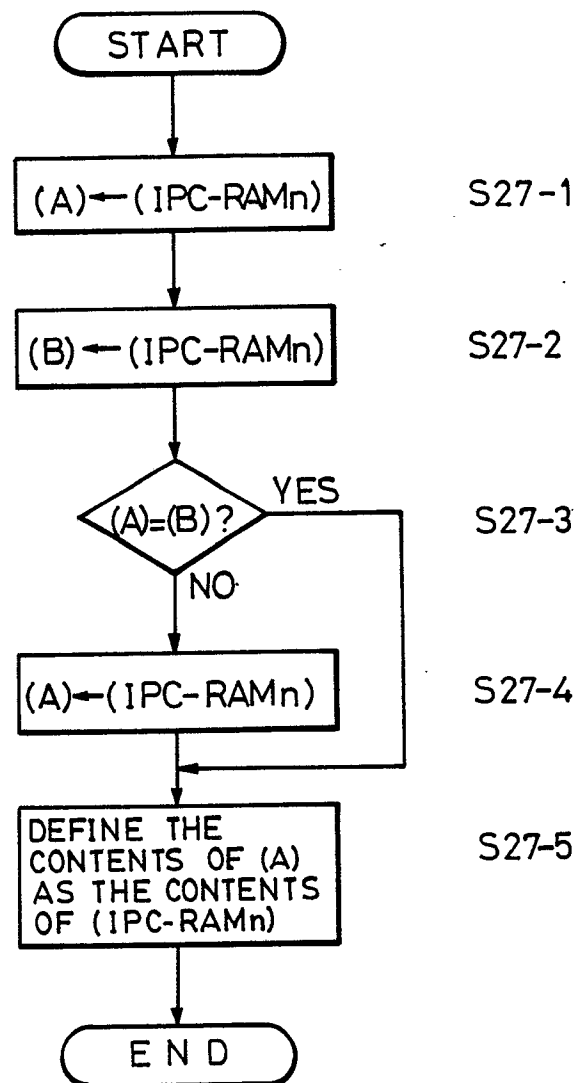 START
(A)←(IPC-RAMn)
S27-1
(B)←(IPC-RAMn)
S27-2
(A)=(B)?
YES
S27-3
NO
(A)←(IPC-RAMn)
S27-4
DEFINE THE
CONTENTS OF (A)
AS THE CONTENTS
OF (IPC-RAMn)
S27-5
END